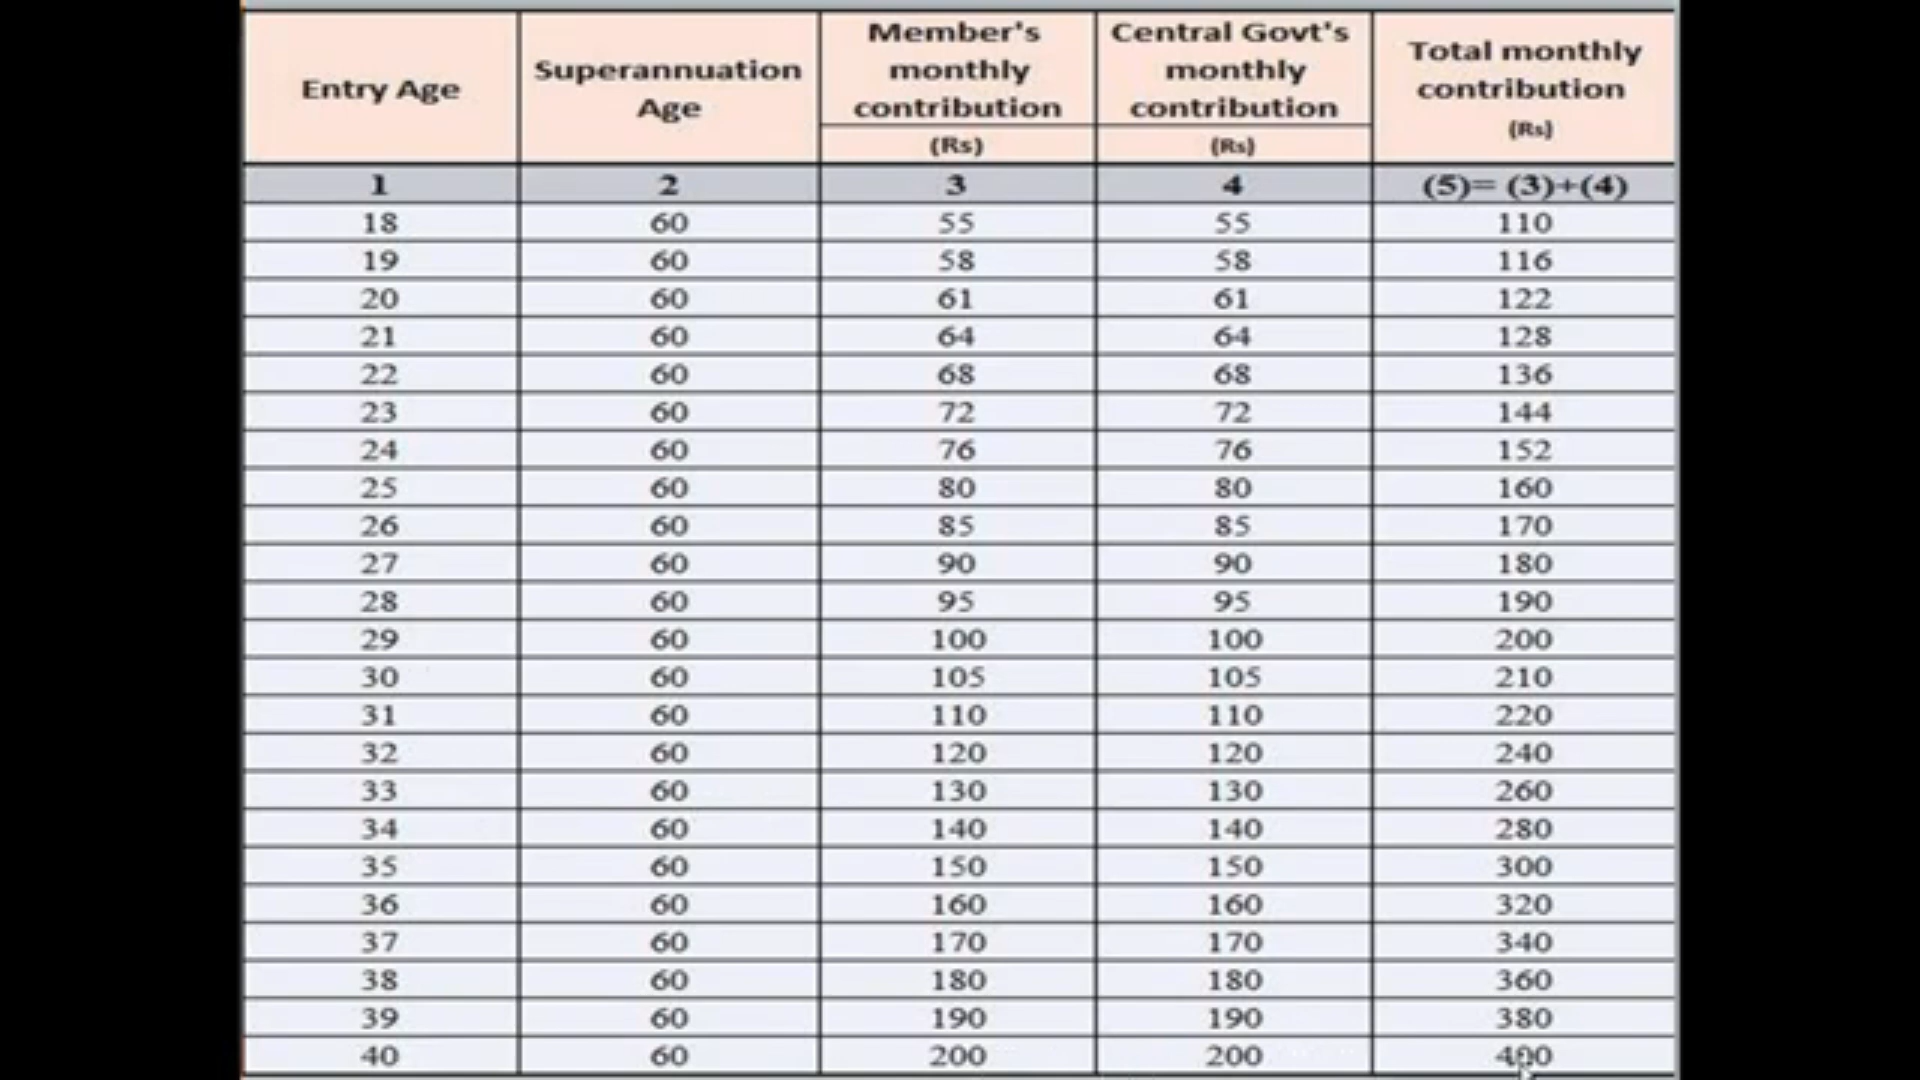 Entry Age
Superannuation
Age
Member's
monthly
contribution
(Rs)
Central Govt's
monthly
contribution
(Rs)
Total monthly
contribution
(Rs)
1 2 3 4 (5)= (3)+(4)
18 60 55 55 110
19 60 58 58 116
20 60 61 61 122
21 60 64 64 128
22 60 68 68 136
23 60 72 72 144
24 60 76 76 152
25 60 80 80 160
26 60 85 85 170
27 60 90 90 180
28 60 95 95 190
29 60 100 100 200
30 60 105 105 210
31 60 110 110 220
32 60 120 120 240
33 60 130 130 260
34 60 140 140 280
35 60 150 150 300
36 60 160 160 320
37 60 170 170 340
38 60 180 180 360
39 60 190 190 380
40 60 200 200 400